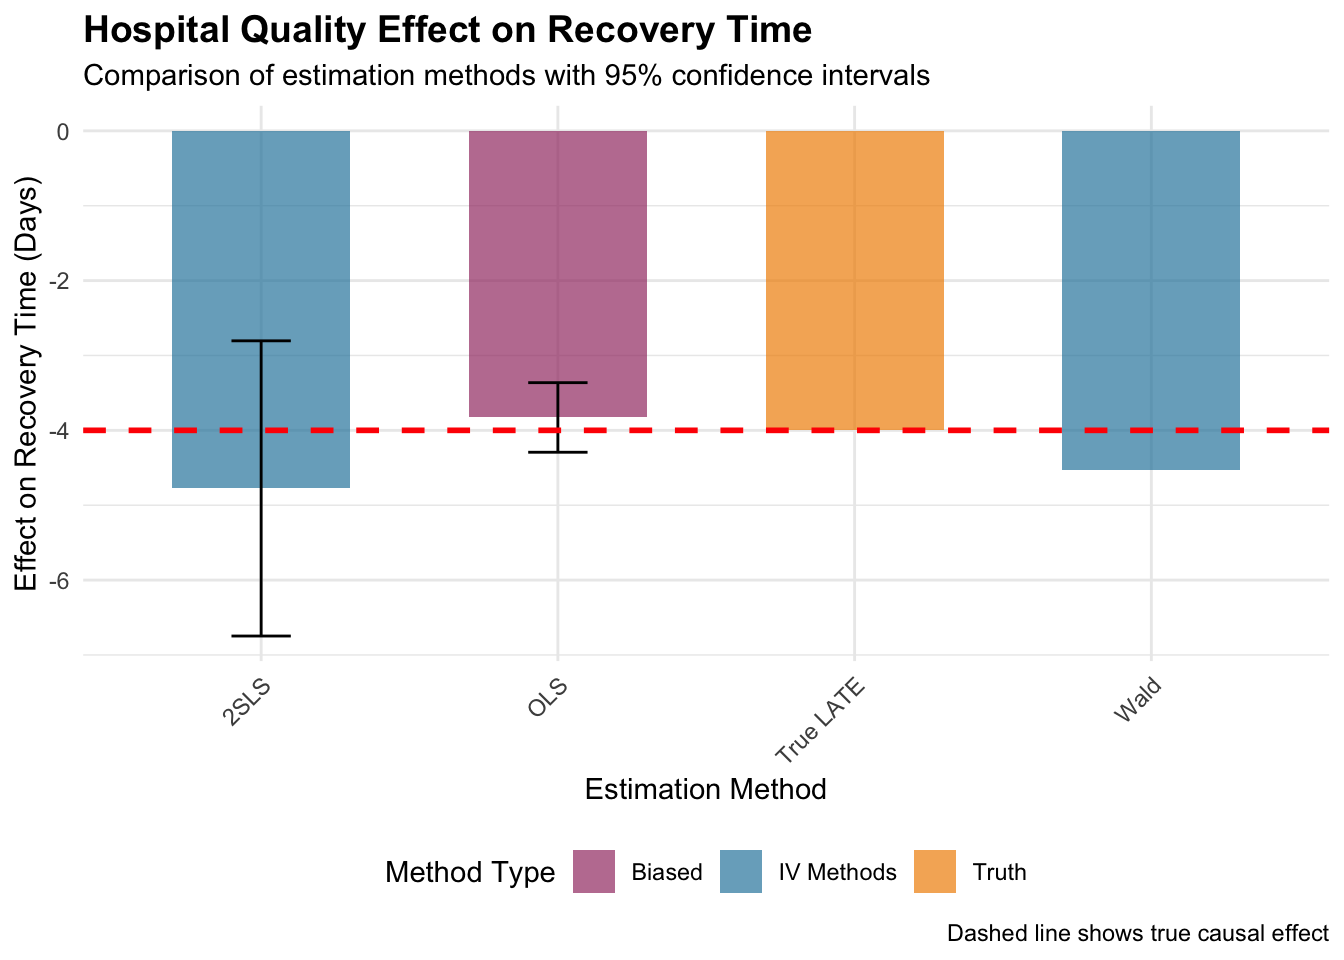 Hospital Quality Effect on Recovery Time
Comparison of estimation methods with 95% confidence intervals
Effect on Recovery Time (Days)
0
-2
-4
-6
2SLS
OLS
True LATE
Wald
Estimation Method
Method Type
Biased
IV Methods
Truth
Dashed line shows true causal effect